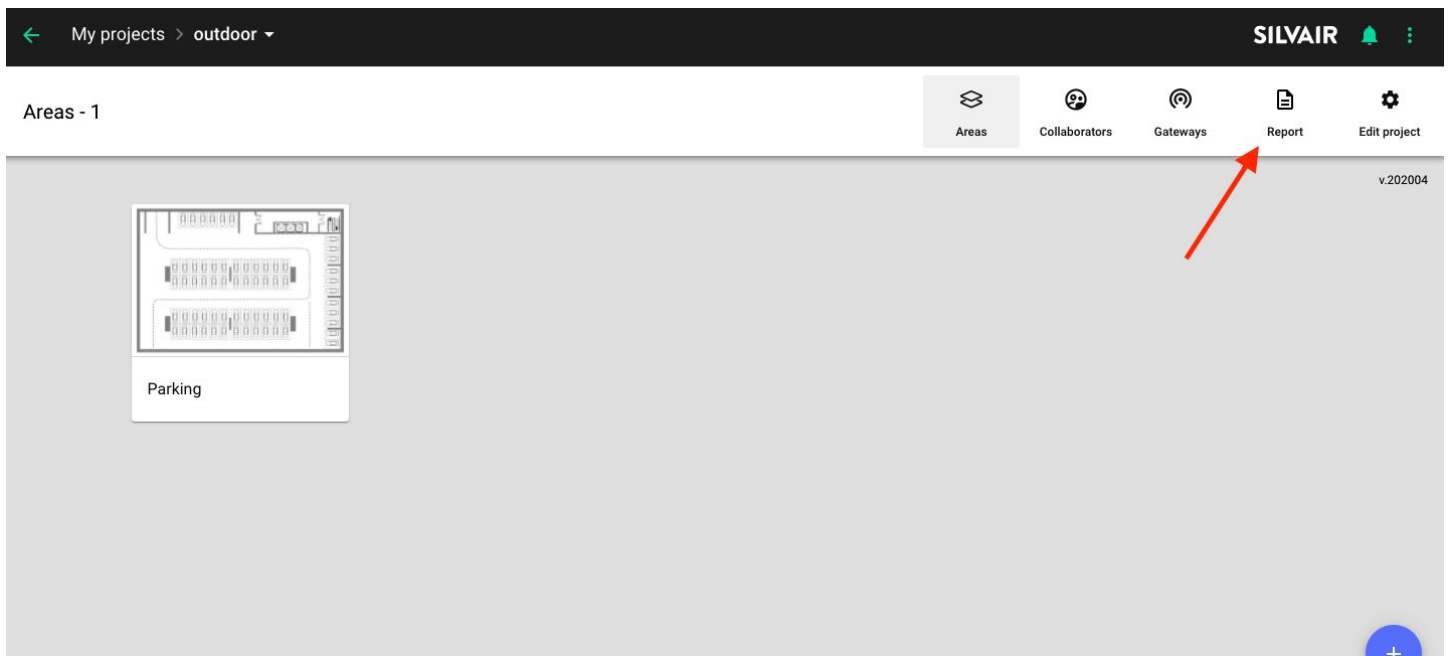 My projects > outdoor
SILVAIR
Areas - 1
Areas
Collaborators
Gateways
Report
Edit project
v.202004
Parking